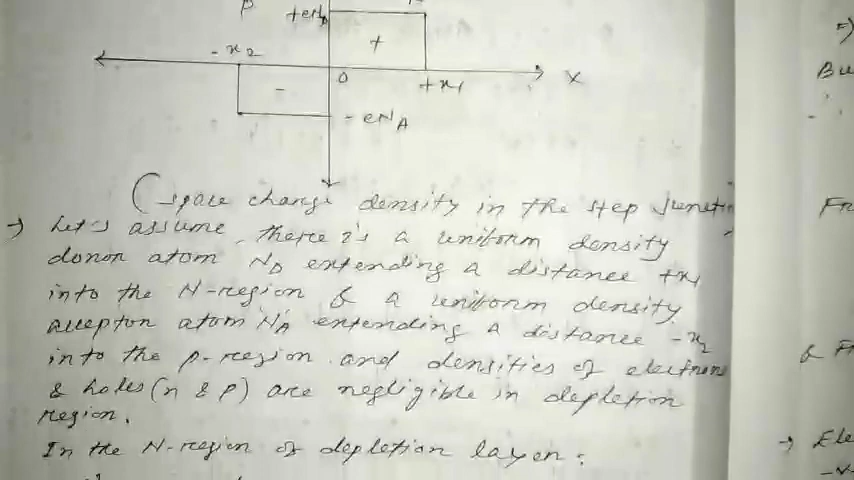 P
+eND
+
- x2
0
+x1
X
-
- eNA
(space charge density in the step junction
→ Let's assume, there is a uniform density
donor atom ND extending a distance +x1
into the N-region & a uniform density
acceptor atom NA extending a distance -x2
into the p-region and densities of electrons
& holes (n & p) are negligible in depletion
region.
In the N-region of depletion layer:
⇒)
Bu
Fr
& Fr
→ Ele